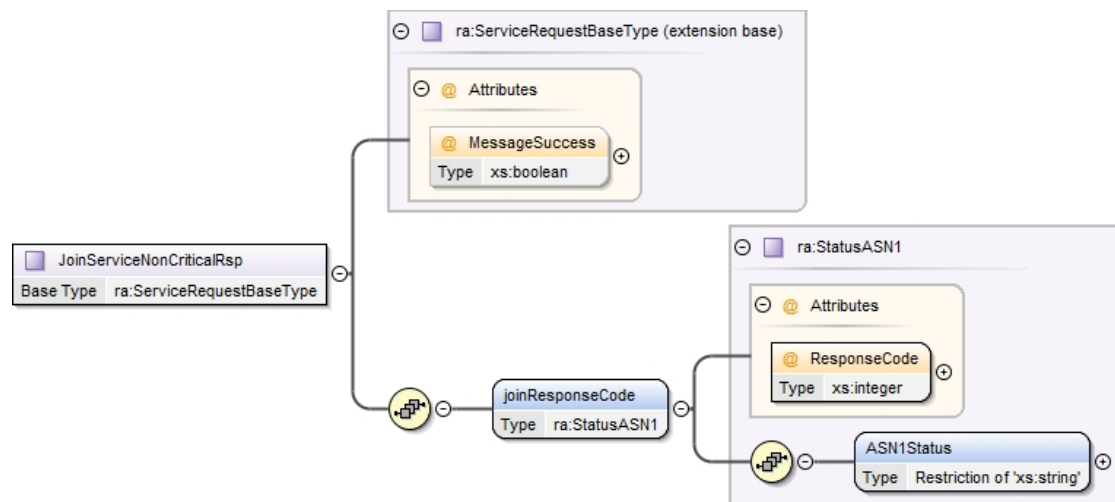 ra:ServiceRequestBaseType (extension base)
@ Attributes
@ MessageSuccess
Type xs:boolean
JoinServiceNonCriticalRsp
Base Type ra:ServiceRequestBaseType
ra:StatusASN1
@ Attributes
@ ResponseCode
Type xs:integer
joinResponseCode
Type ra:StatusASN1
ASN1Status
Type Restriction of 'xs:string'